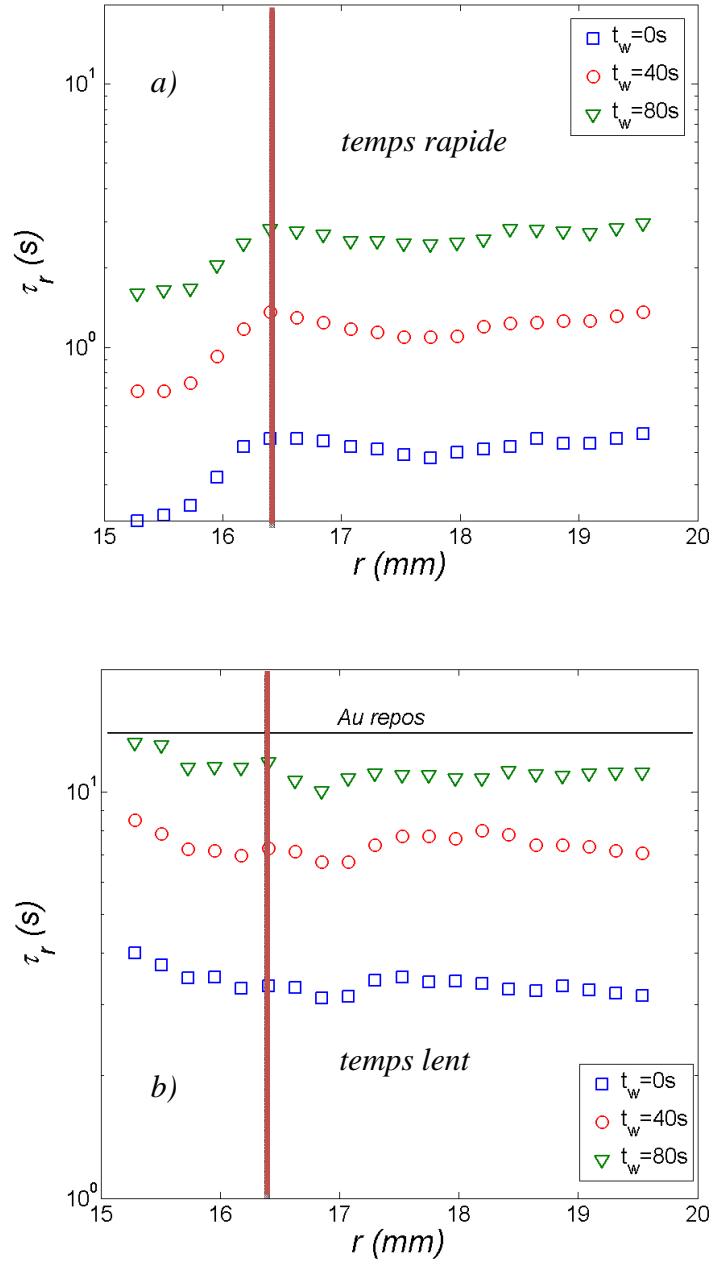 a)
temps rapide
t_w=0s
t_w=40s
t_w=80s
10^1
10^0
τ_r (s)
15 16 17 18 19 20
r (mm)
Au repos
10^1
10^0
τ_r (s)
temps lent
b)
t_w=0s
t_w=40s
t_w=80s
15 16 17 18 19 20
r (mm)